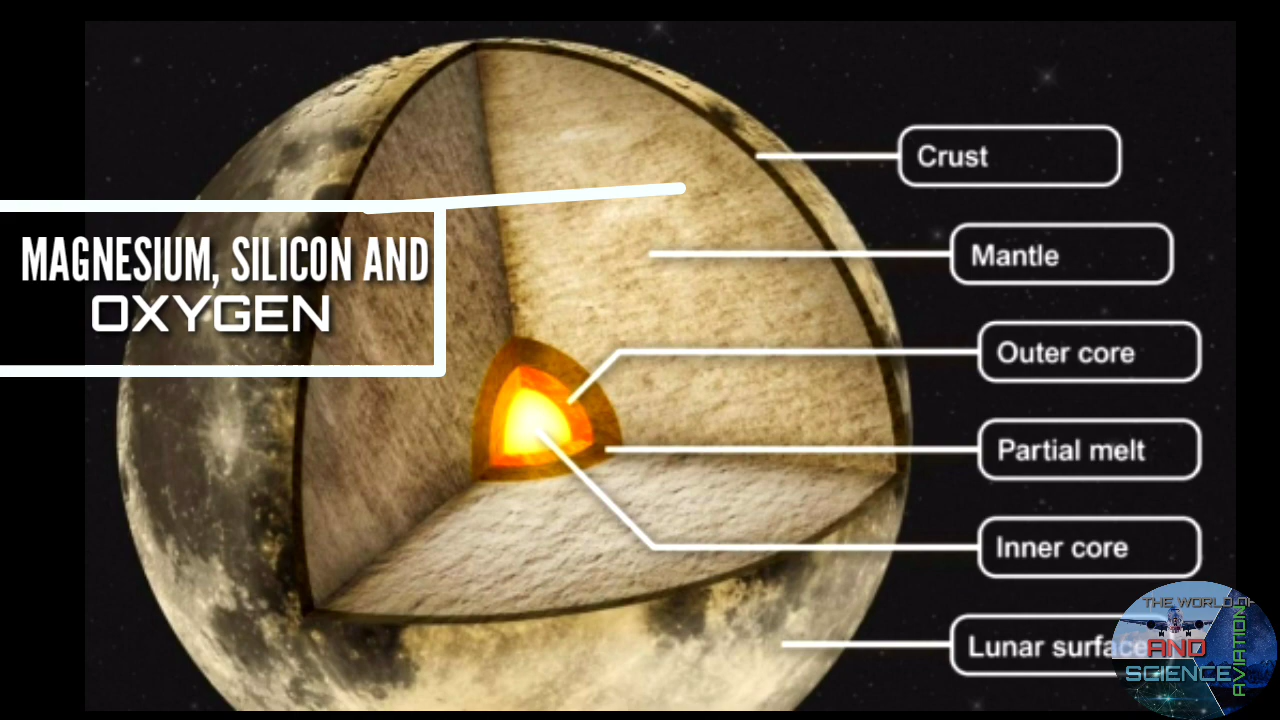 MAGNESIUM, SILICON AND
OXYGEN
Crust
Mantle
Outer core
Partial melt
Inner core
Lunar surface
THE WORLD OF
AVIATION
AND
SCIENCE